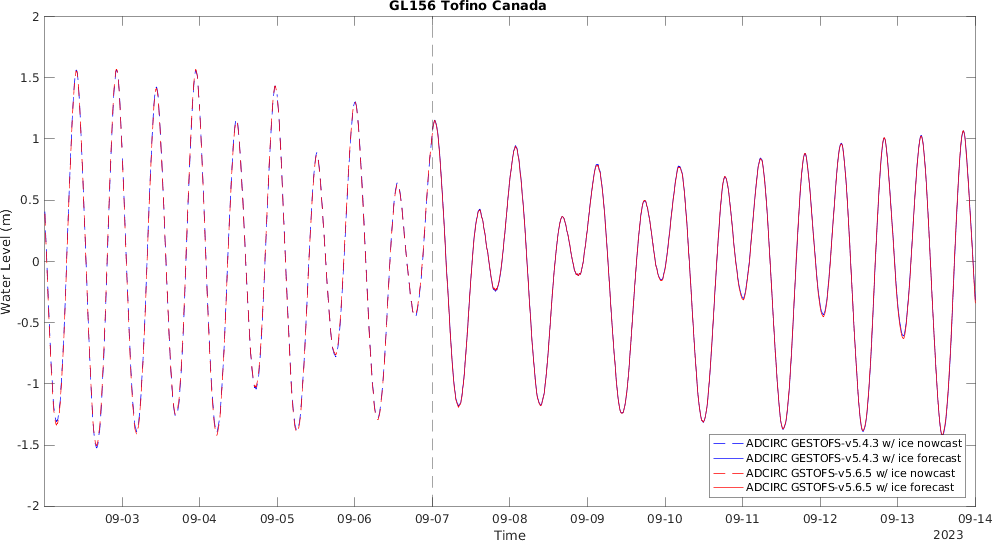 GL156 Tofino Canada
Water Level (m)
2
1.5
1
0.5
0
-0.5
-1
-1.5
-2
09-03 09-04 09-05 09-06 09-07 09-08 09-09 09-10 09-11 09-12 09-13 09-14
Time
2023
ADCIRC GESTOFS-v5.4.3 w/ ice nowcast
ADCIRC GESTOFS-v5.4.3 w/ ice forecast
ADCIRC GSTOFS-v5.6.5 w/ ice nowcast
ADCIRC GSTOFS-v5.6.5 w/ ice forecast